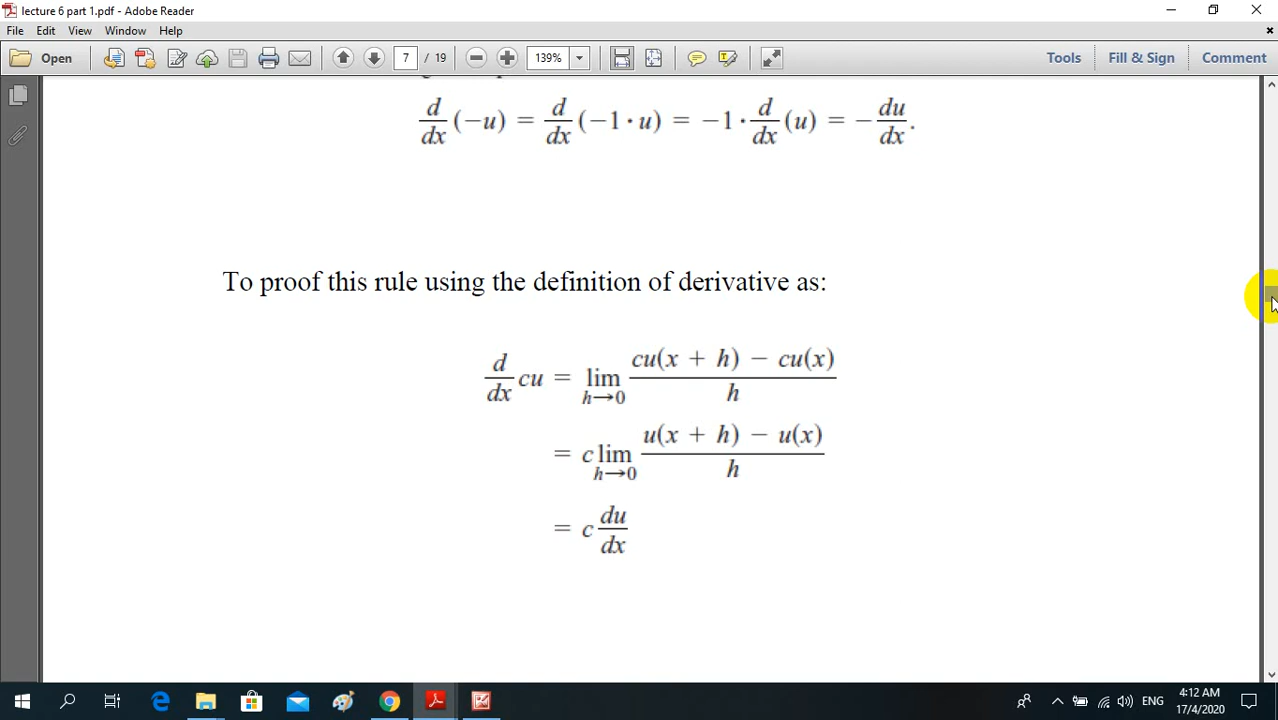 lecture 6 part 1.pdf - Adobe Reader
File Edit View Window Help
Open 7 / 19 139% Tools Fill & Sign Comment
d/dx (−u) = d/dx (−1 · u) = −1 · d/dx (u) = − du/dx.
To proof this rule using the definition of derivative as:
d/dx cu = lim h→0 cu(x + h) − cu(x) / h
= c lim h→0 u(x + h) − u(x) / h
= c du/dx
ENG 4:12 AM
17/4/2020